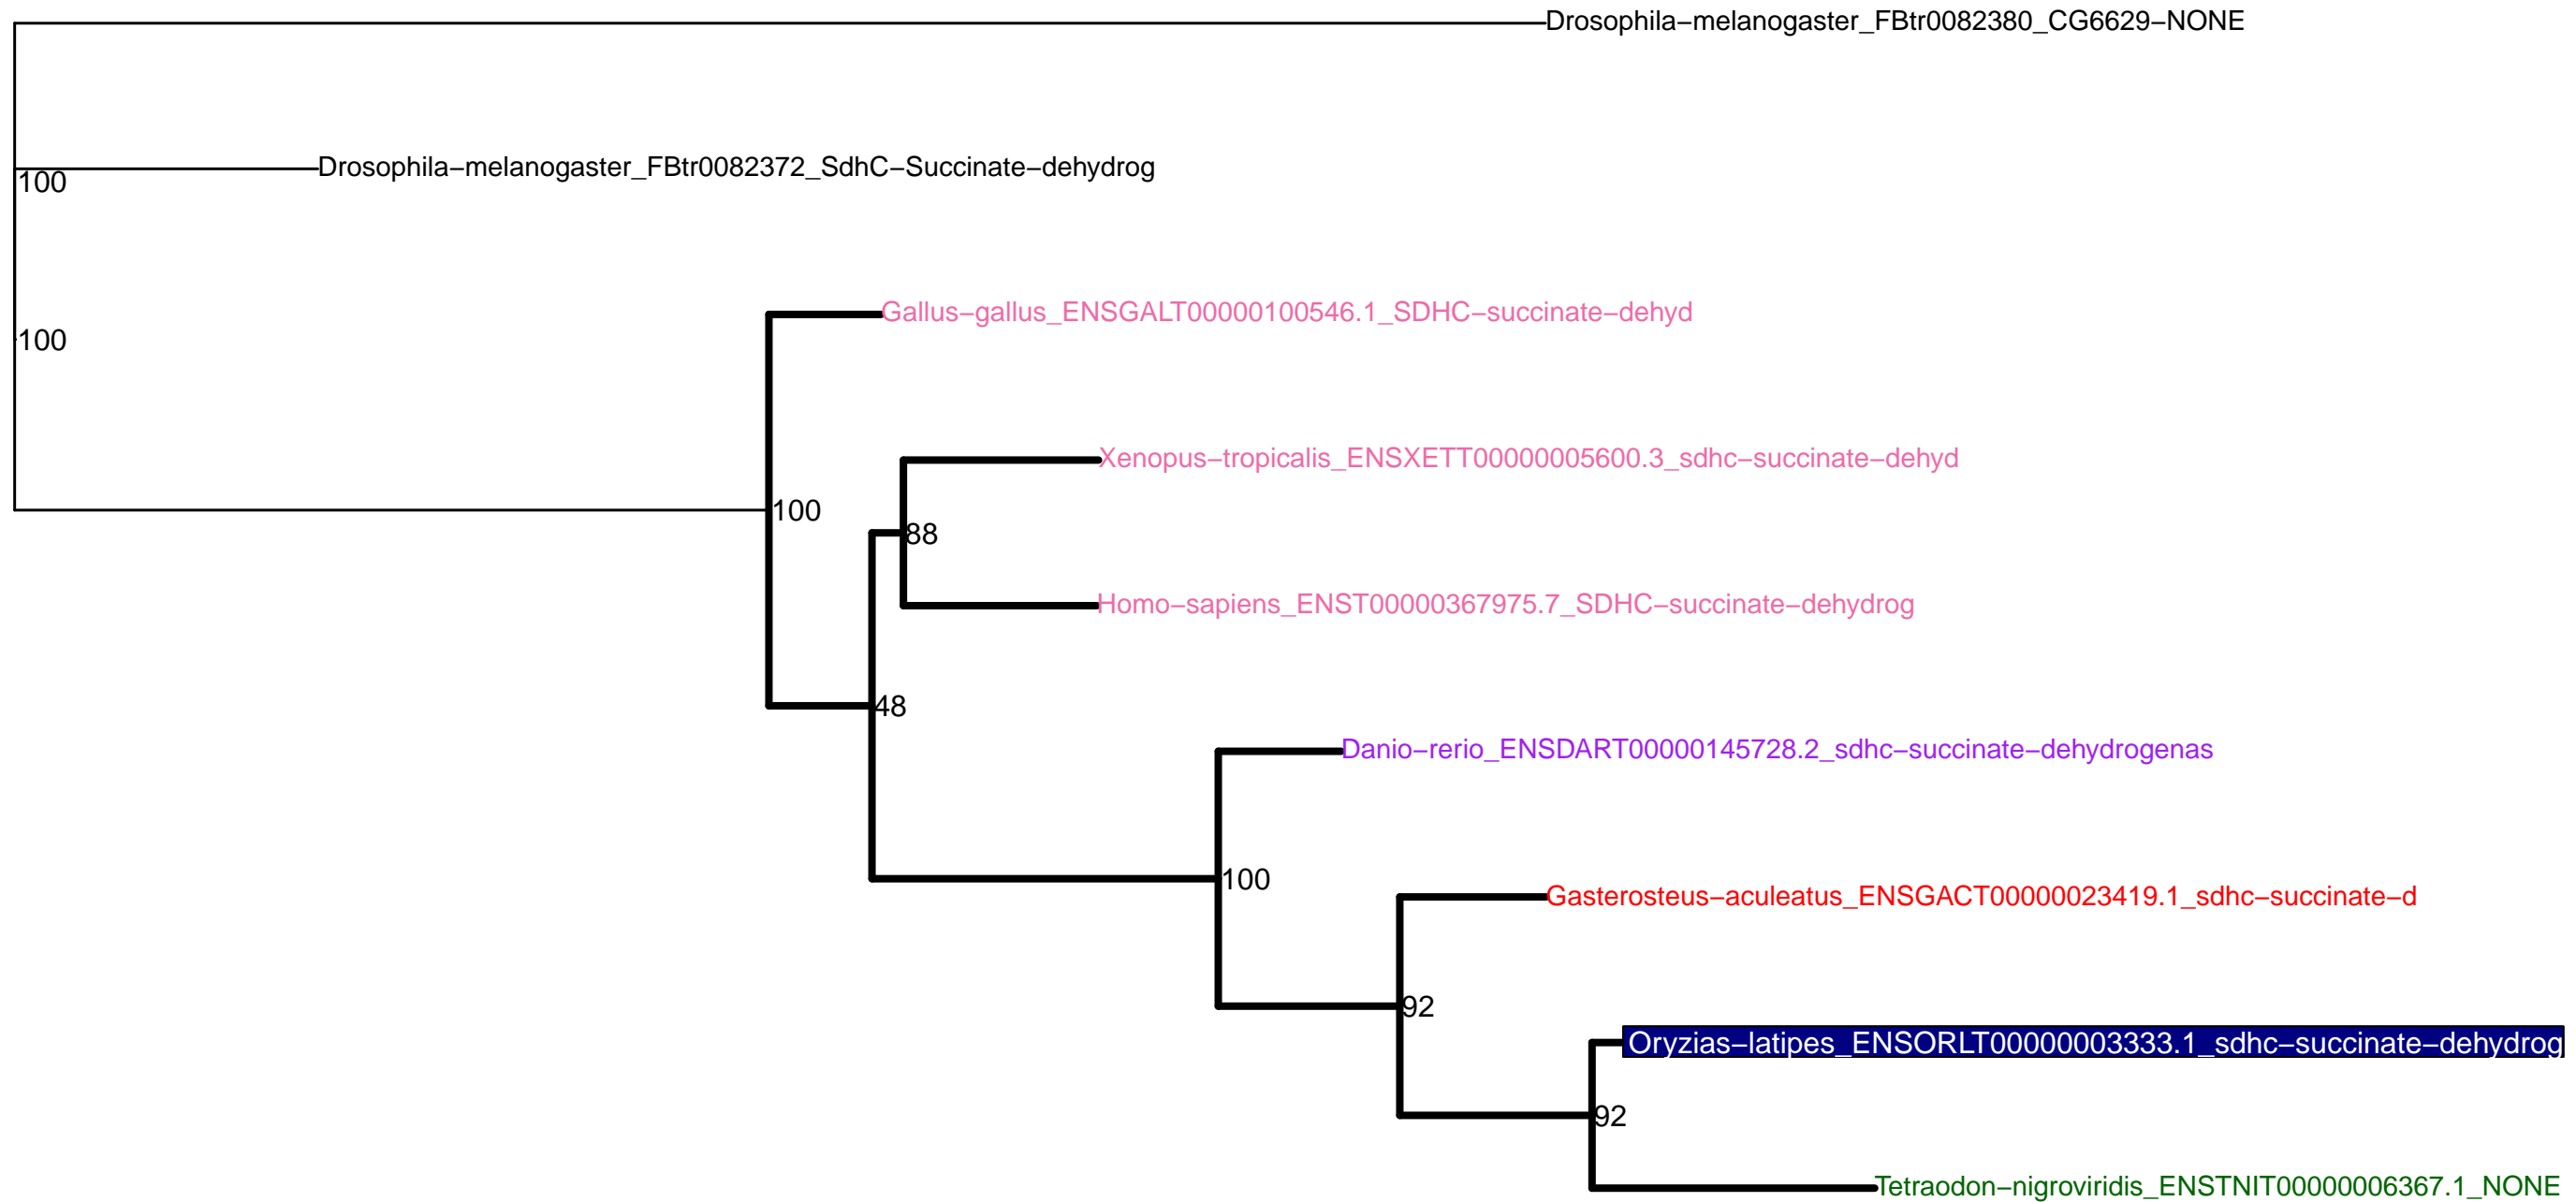 Drosophila−melanogaster_FBtr0082380_CG6629−NONE
Drosophila−melanogaster_FBtr0082372_SdhC−Succinate−dehydrog
100
Gallus−gallus_ENSGALT00000100546.1_SDHC−succinate−dehyd
100
Xenopus−tropicalis_ENSXETT00000005600.3_sdhc−succinate−dehyd
100
88
Homo−sapiens_ENST00000367975.7_SDHC−succinate−dehydrog
48
Danio−rerio_ENSDART00000145728.2_sdhc−succinate−dehydrogenas
100
Gasterosteus−aculeatus_ENSGACT00000023419.1_sdhc−succinate−d
92
Oryzias−latipes_ENSORLT00000003333.1_sdhc−succinate−dehydrog
92
Tetraodon−nigroviridis_ENSTNIT00000006367.1_NONE